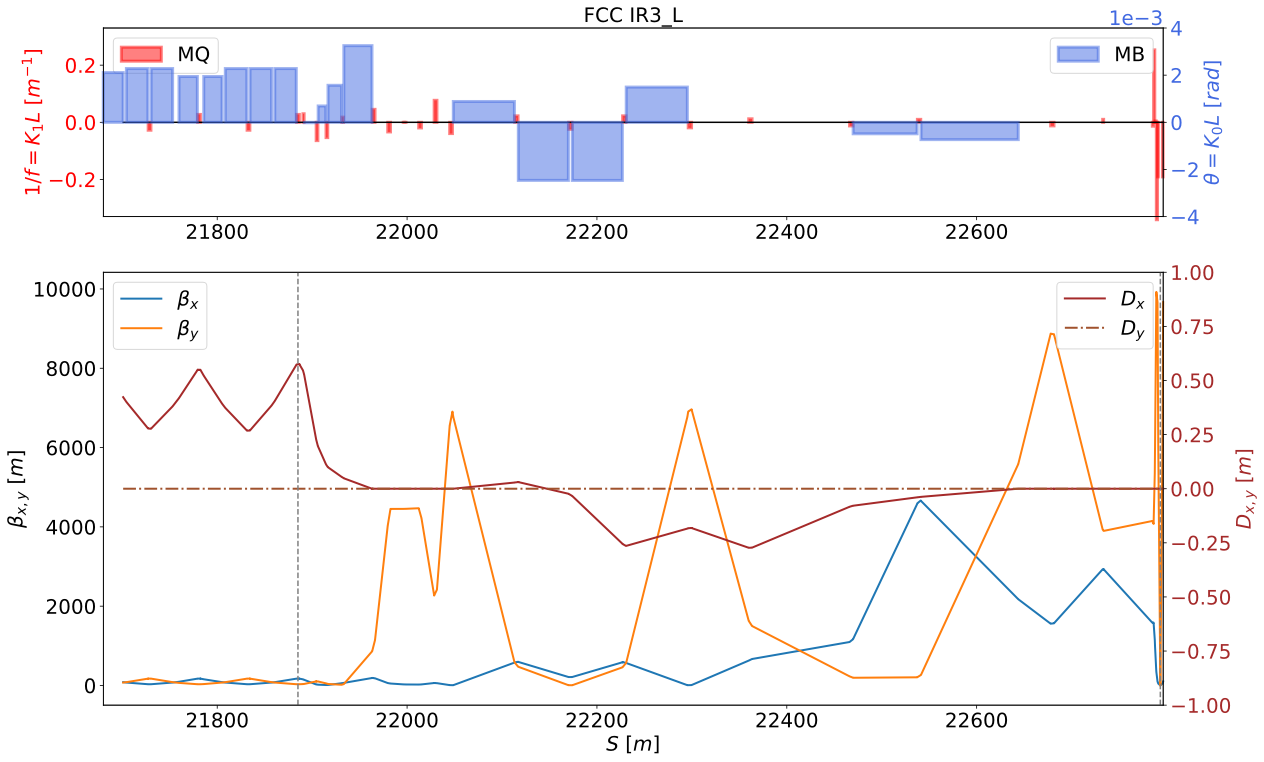 FCC IR3_L
1e−3
MQ
MB
1/f = K₁L [m⁻¹]
0.2
0.0
−0.2
4
2
0
−2
−4
θ = K₀L [rad]
21800 22000 22200 22400 22600
βₓ
βᵧ
Dₓ
Dᵧ
βₓ,ᵧ [m]
10000
8000
6000
4000
2000
0
1.00
0.75
0.50
0.25
0.00
−0.25
−0.50
−0.75
−1.00
Dₓ,ᵧ [m]
21800 22000 22200 22400 22600
S [m]